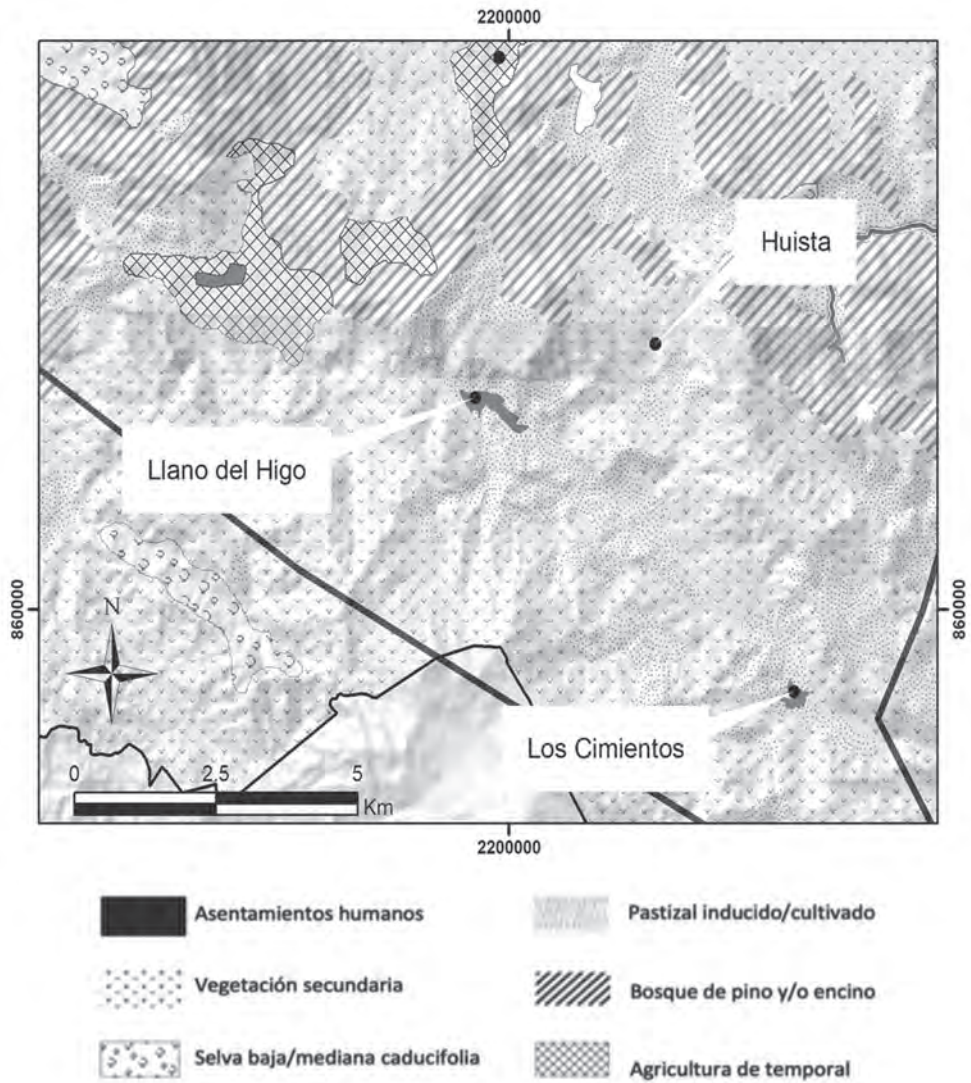 2200000
Huista
Llano del Higo
860000
860000
N
Los Cimientos
0 2,5 5
Km
2200000
Asentamientos humanos
Pastizal inducido/cultivado
Vegetación secundaria
Bosque de pino y/o encino
Selva baja/mediana caducifolia
Agricultura de temporal